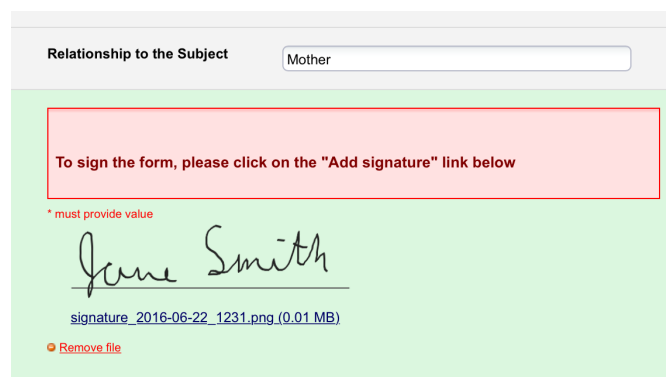 Relationship to the Subject Mother
To sign the form, please click on the "Add signature" link below
* must provide value
Jane Smith
signature_2016-06-22_1231.png (0.01 MB)
Remove file